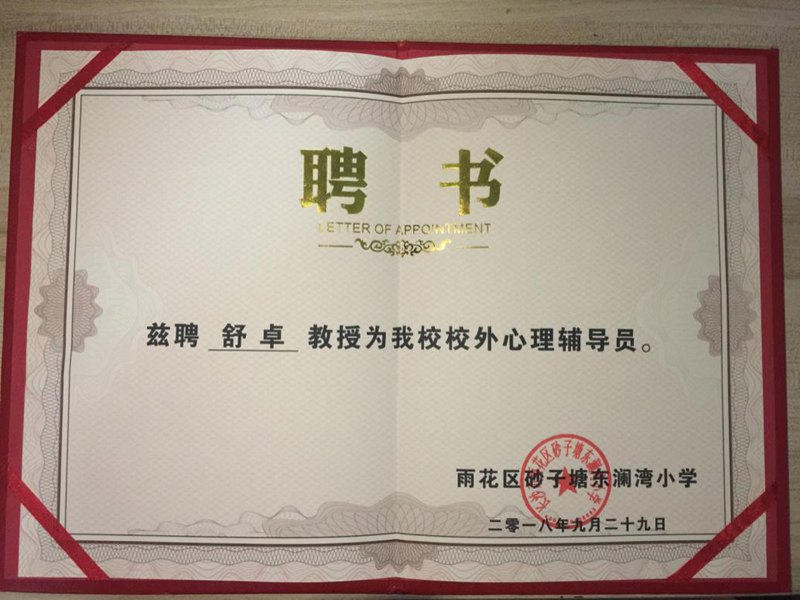 聘 书
LETTER OF APPOINTMENT
兹聘 舒 卓 教授为我校校外心理辅导员。
雨花区砂子塘东澜湾小学
二零一八年九月二十九日